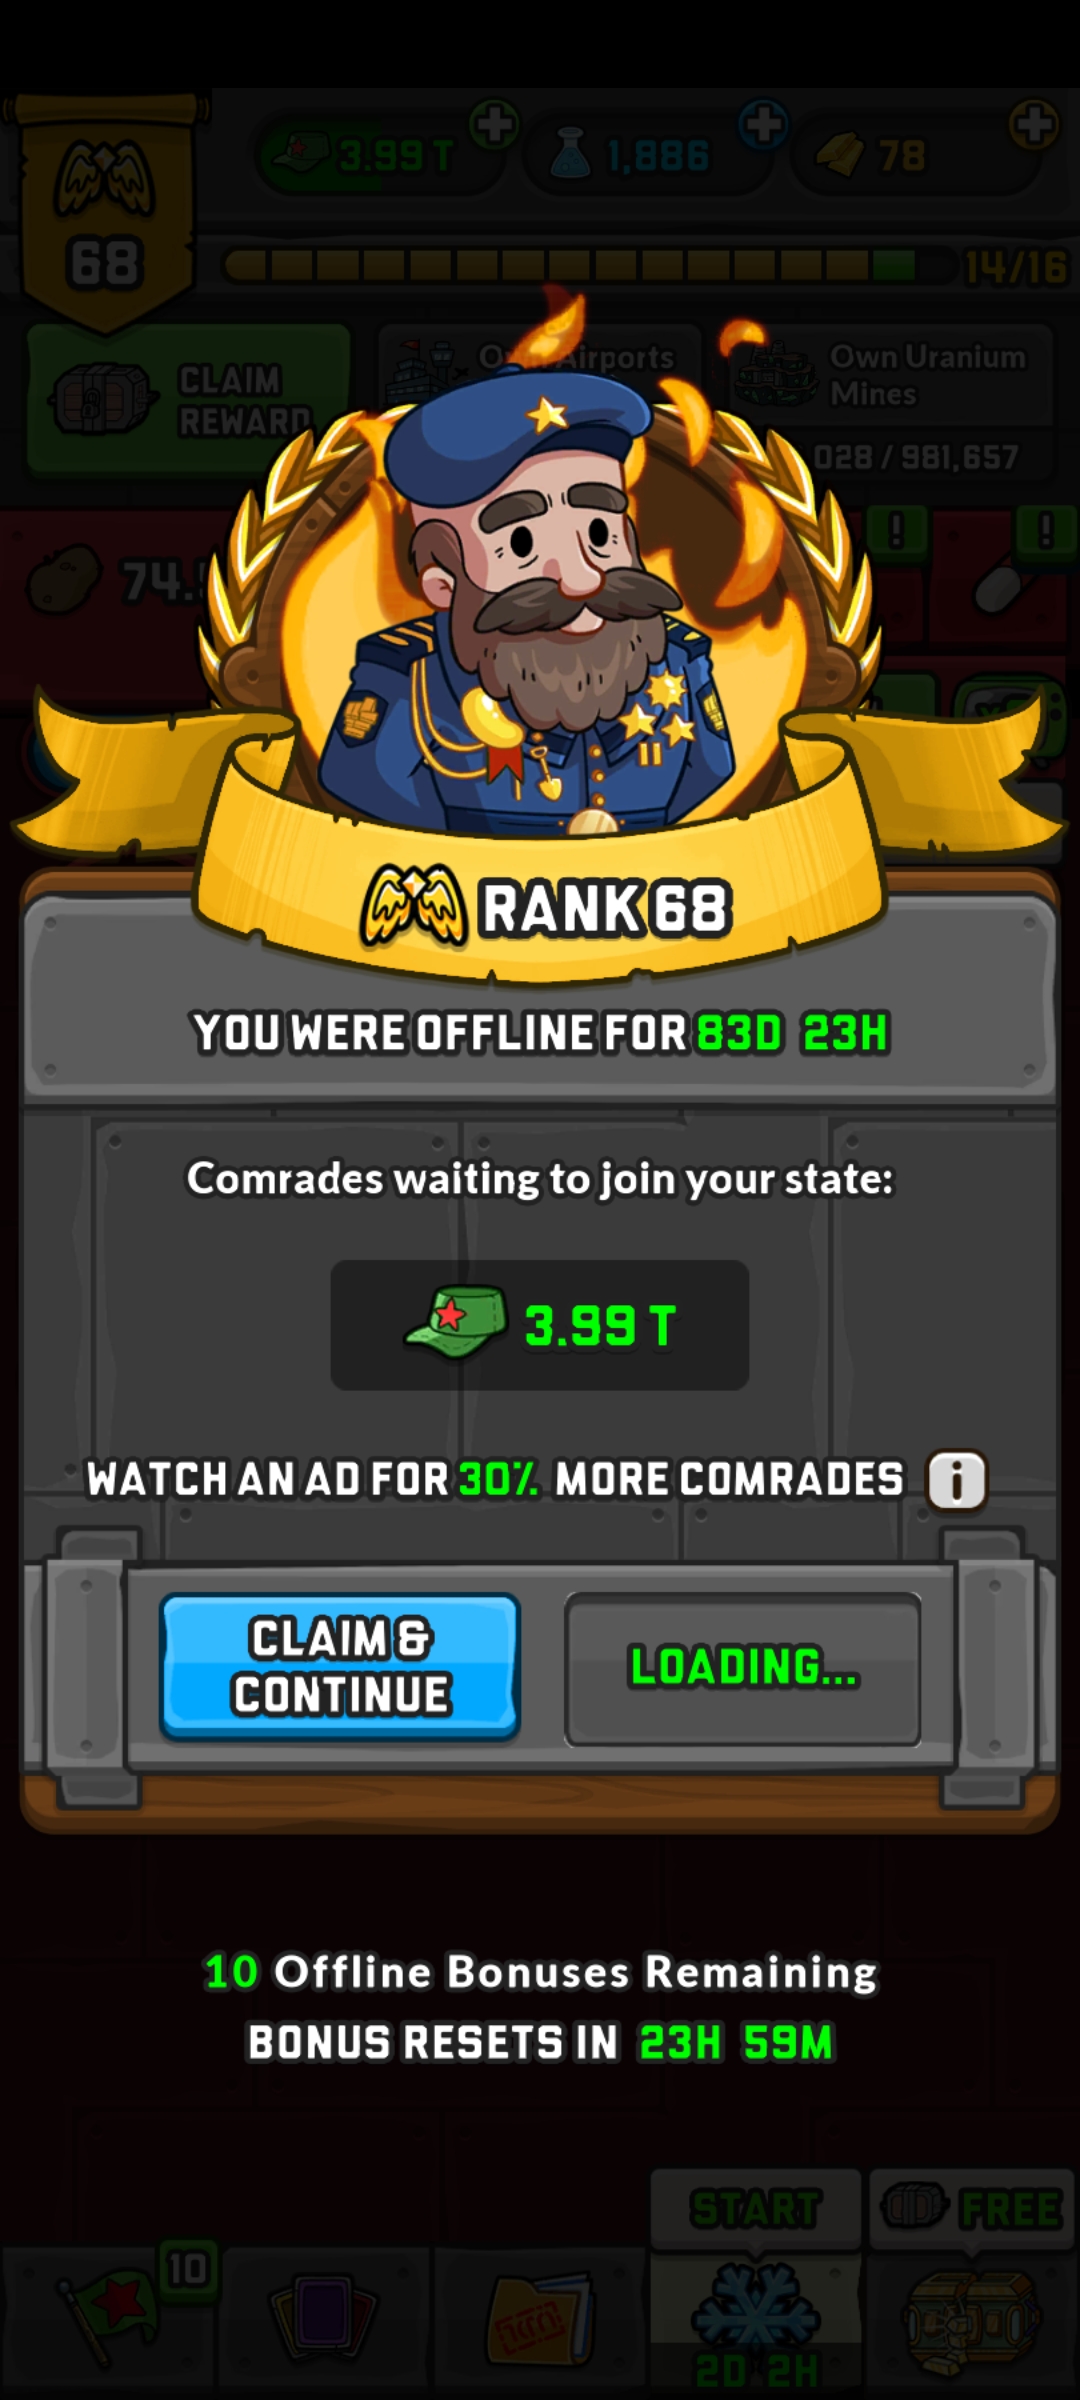 3.99 T
1,886
78
68
14/16
CLAIM
REWARD
Airports
Own Uranium
Mines
028 / 981,657
!
!
74.
RANK 68
YOU WERE OFFLINE FOR 83D 23H
Comrades waiting to join your state:
3.99 T
WATCH AN AD FOR 30% MORE COMRADES
i
CLAIM &
CONTINUE
LOADING...
10 Offline Bonuses Remaining
BONUS RESETS IN 23H 59M
START
FREE
10
2D 2H